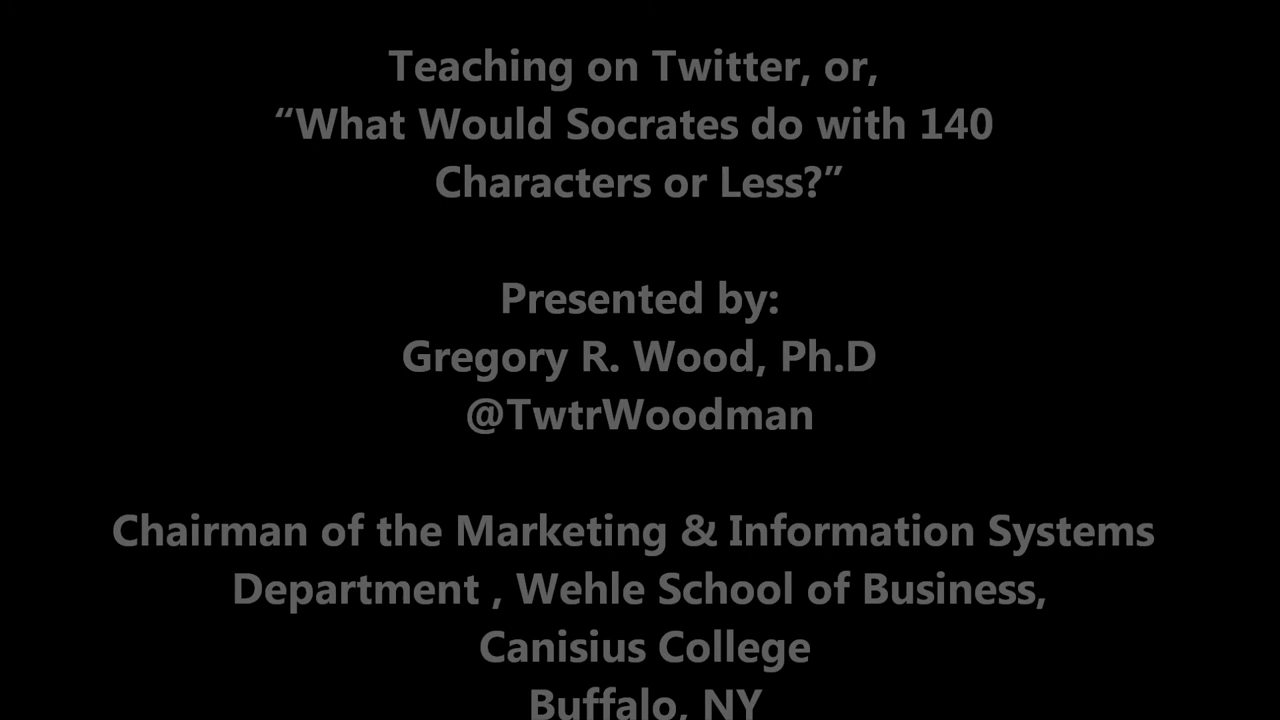 Teaching on Twitter, or,
“What Would Socrates do with 140
Characters or Less?”
Presented by:
Gregory R. Wood, Ph.D
@TwtrWoodman
Chairman of the Marketing & Information Systems
Department , Wehle School of Business,
Canisius College
Buffalo, NY